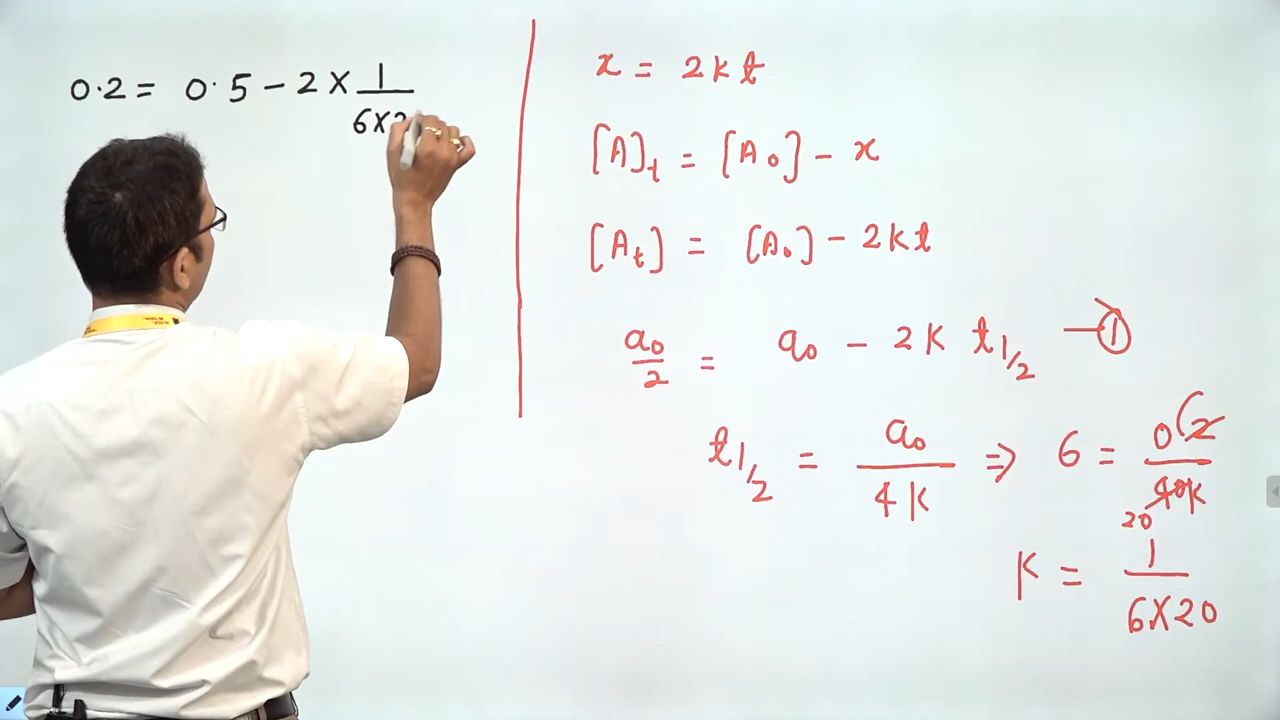 0.2 = 0.5 - 2 × 1/6×2
x = 2kt
[A]t = [A0] - x
[At] = [A0] - 2kt
a0/2 = a0 - 2k t1/2 —①
t1/2 = a0/4k ⇒ 6 = 0(2/40k
20
k = 1/6×20